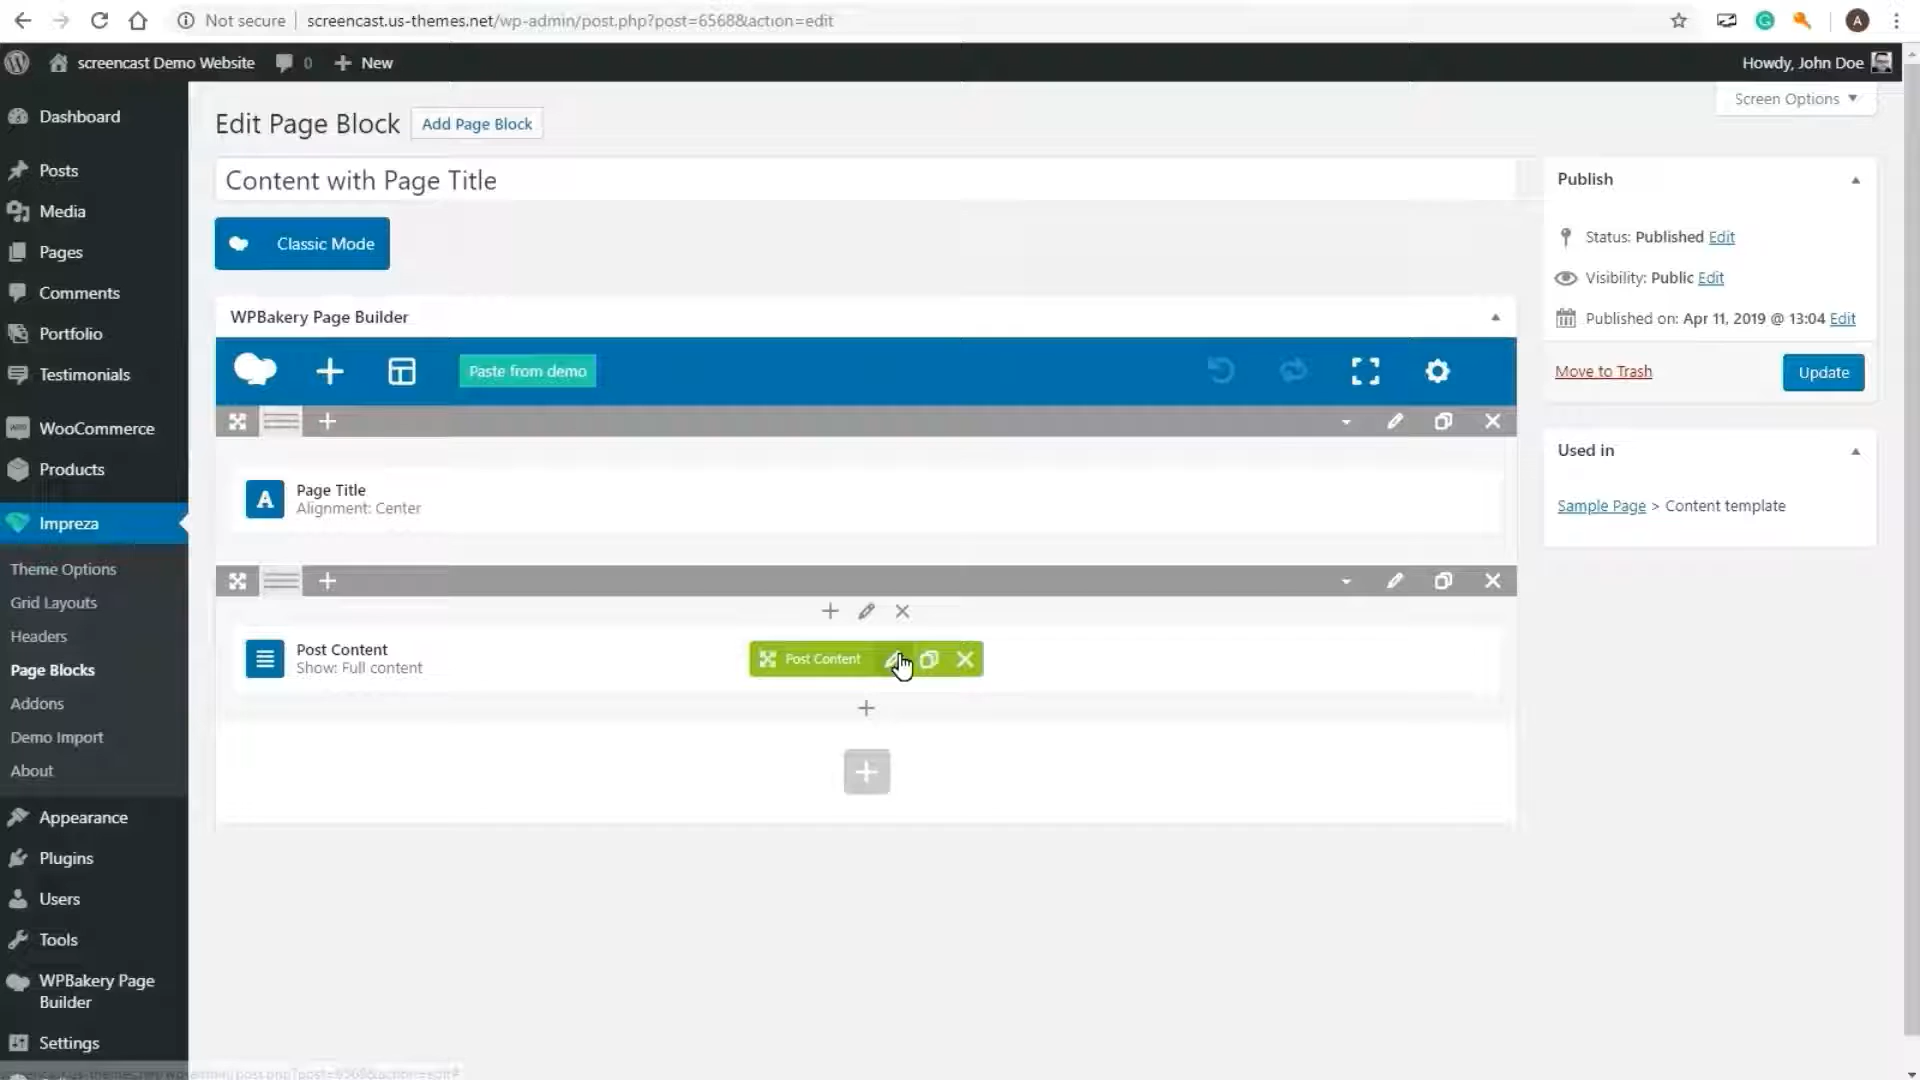 Not secure
screencast.us-themes.net/wp-admin/post.php?post=6568&action=edit
A
screencast Demo Website
0
New
Howdy, John Doe
Screen Options
Dashboard
Posts
Media
Pages
Comments
Portfolio
Testimonials
WooCommerce
Products
Impreza
Theme Options
Grid Layouts
Headers
Page Blocks
Addons
Demo Import
About
Appearance
Plugins
Users
Tools
WPBakery Page
Builder
Settings
Edit Page Block
Add Page Block
Content with Page Title
Classic Mode
WPBakery Page Builder
Paste from demo
A
Page Title
Alignment: Center
Post Content
Show: Full content
Post Content
Publish
Status: Published Edit
Visibility: Public Edit
Published on: Apr 11, 2019 @ 13:04 Edit
Move to Trash
Update
Used in
Sample Page > Content template